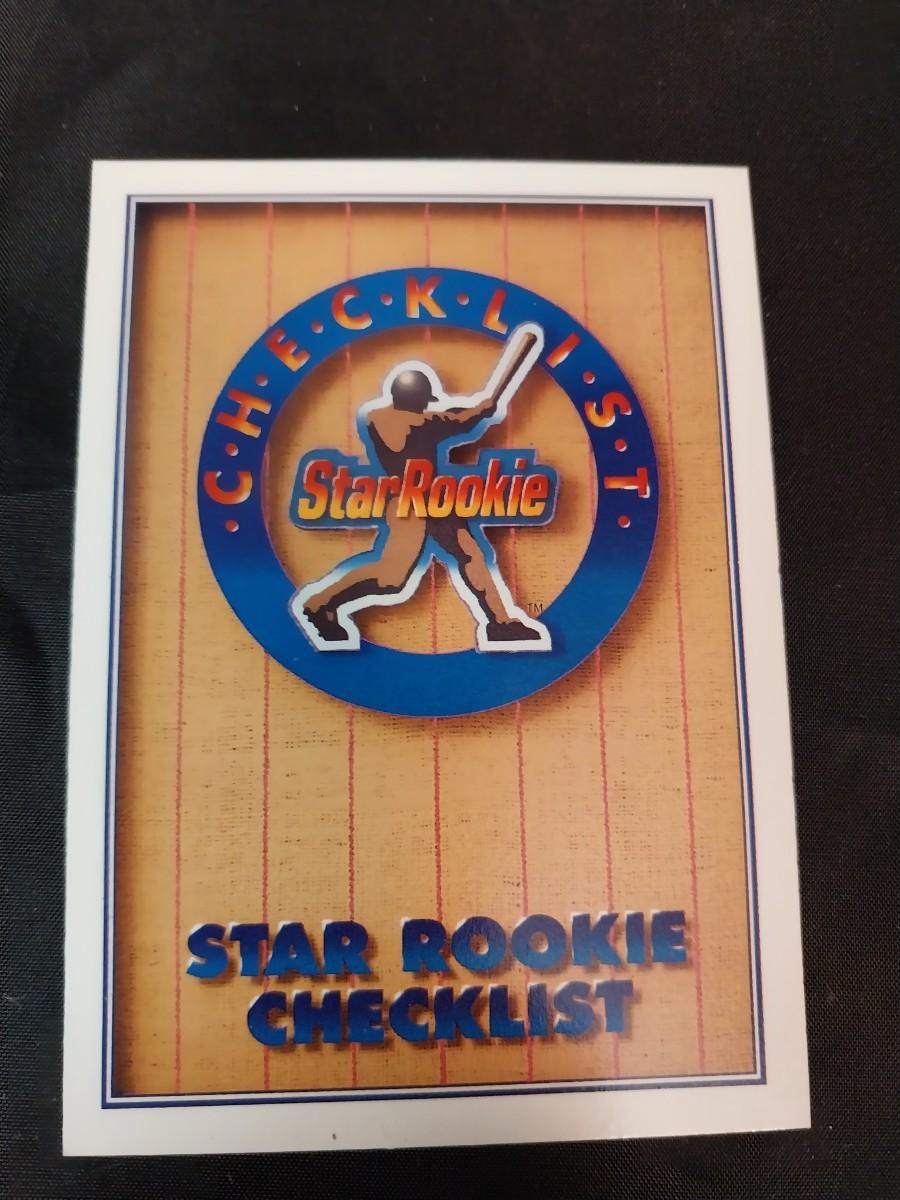 ·C·H·E·C·K·L·I·S·T·
StarRookie
TM
STAR ROOKIE
CHECKLIST